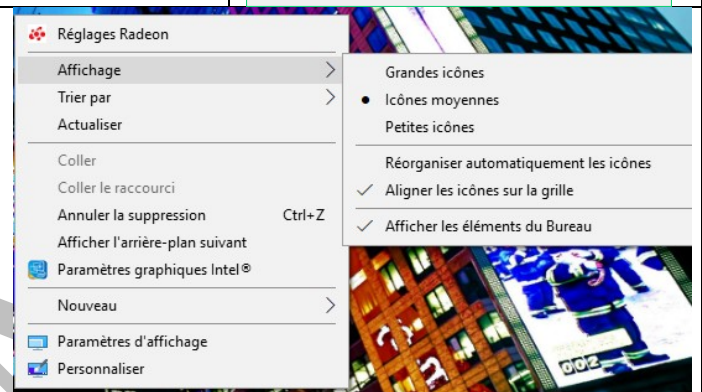 Réglages Radeon
Affichage
Trier par
Actualiser
Coller
Coller le raccourci
Annuler la suppression Ctrl+Z
Afficher l'arrière-plan suivant
Paramètres graphiques Intel®
Nouveau
Paramètres d'affichage
Personnaliser
Grandes icônes
Icônes moyennes
Petites icônes
Réorganiser automatiquement les icônes
Aligner les icônes sur la grille
Afficher les éléments du Bureau
002